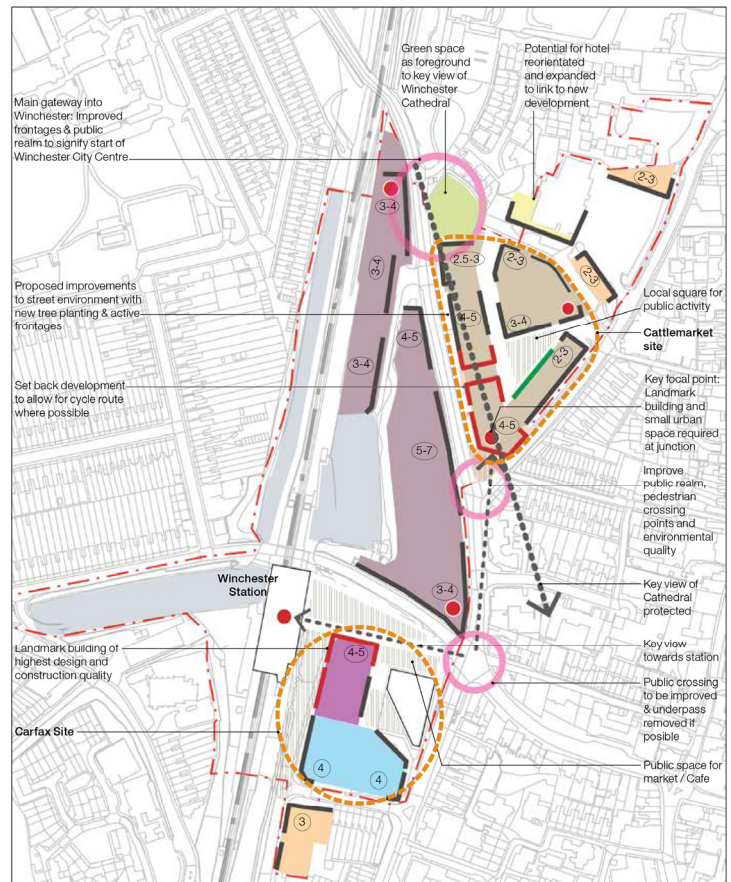 Green space
as foreground
to key view of
Winchester
Cathedral
Potential for hotel
reorientated
and expanded
to link to new
development
Main gateway into
Winchester: Improved
frontages & public
realm to signify start of
Winchester City Centre
2-3
3-4
2.5-3
2-3
2-3
3-4
Proposed improvements
to street environment with
new tree planting & active
frontages
Local square for
public activity
4-5
3-4
4-5
Cattlemarket
site
2-3
3-4
Set back development
to allow for cycle route
where possible
Key focal point:
Landmark
building and
small urban
space required
at junction
4-5
5-7
Improve
public realm,
pedestrian
crossing
points and
environmental
quality
Winchester
Station
Key view of
Cathedral
protected
3-4
Landmark building of
highest design and
construction quality
4-5
Key view
towards station
Public crossing
to be improved
& underpass
removed if
posible
Carfax Site
Public space for
market / Cafe
4
4
3